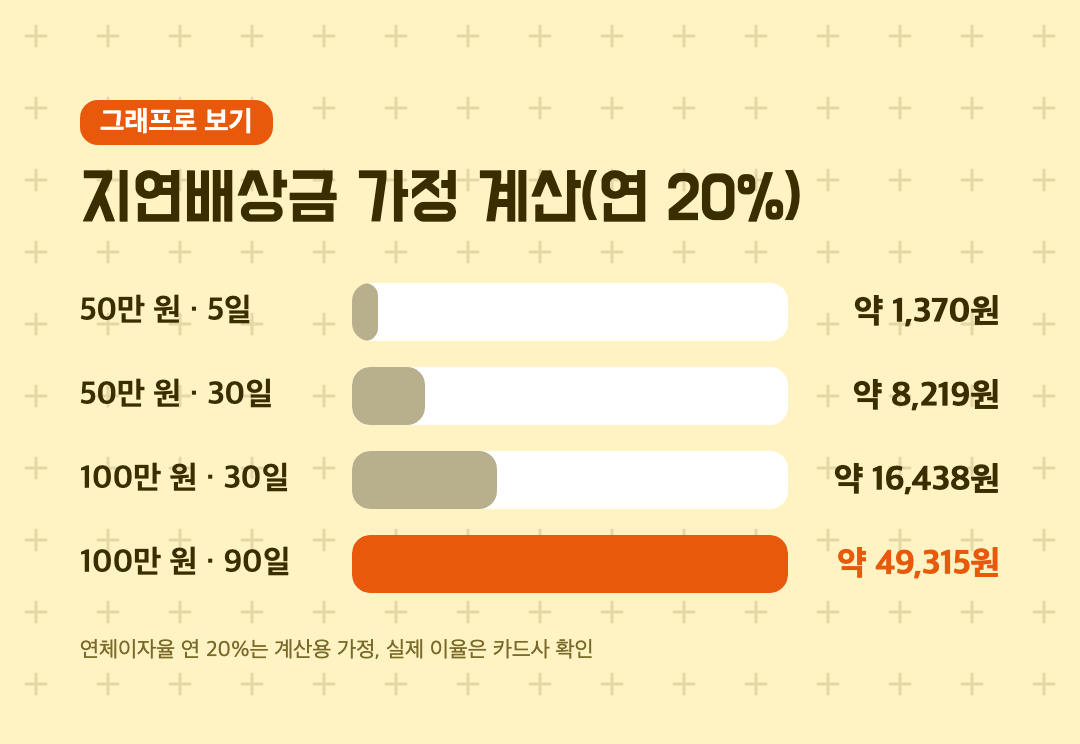 그래프로 보기
지연배상금 가정 계산(연 20%)
50만 원 · 5일 약 1,370원
50만 원 · 30일 약 8,219원
100만 원 · 30일 약 16,438원
100만 원 · 90일 약 49,315원
연체이자율 연 20%는 계산용 가정, 실제 이율은 카드사 확인